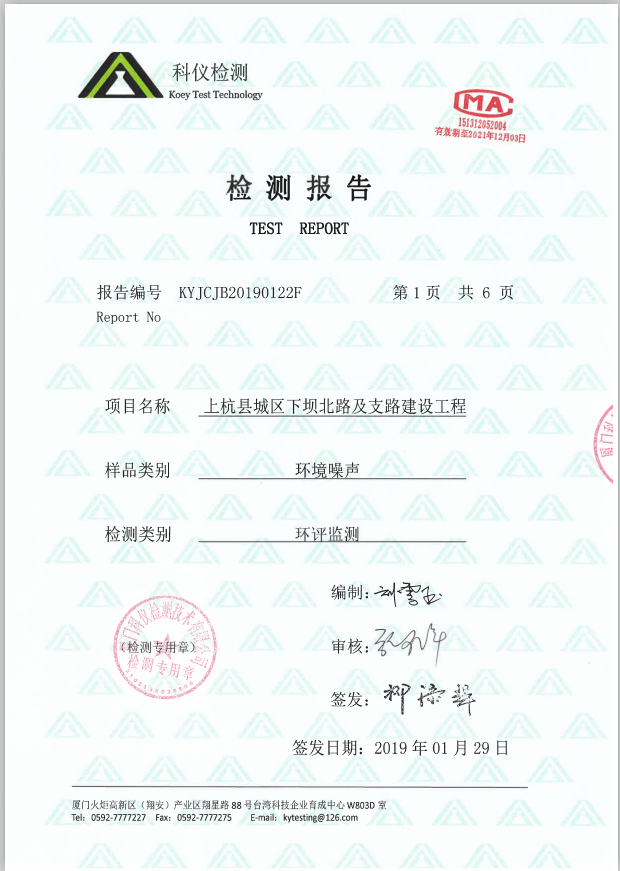 科仪检测
Koey Test Technology
MA
151312052004
有效期至2021年12月03日
检测报告
TEST REPORT
报告编号 KYJCJB20190122F 第 1 页 共 6 页
Report No
项目名称 上杭县城区下坝北路及支路建设工程
样品类别 环境噪声
检测类别 环评监测
编制:
审核:
签发:
厦门科仪检测技术有限公司
(检测专用章)
检测专用章
签发日期: 2019 年 01 月 29 日
厦门火炬高新区（翔安）产业区翔星路 88 号台湾科技企业育成中心 W803D 室
Tel: 0592-7777227 Fax: 0592-7777275 E-mail: kytesting@126.com